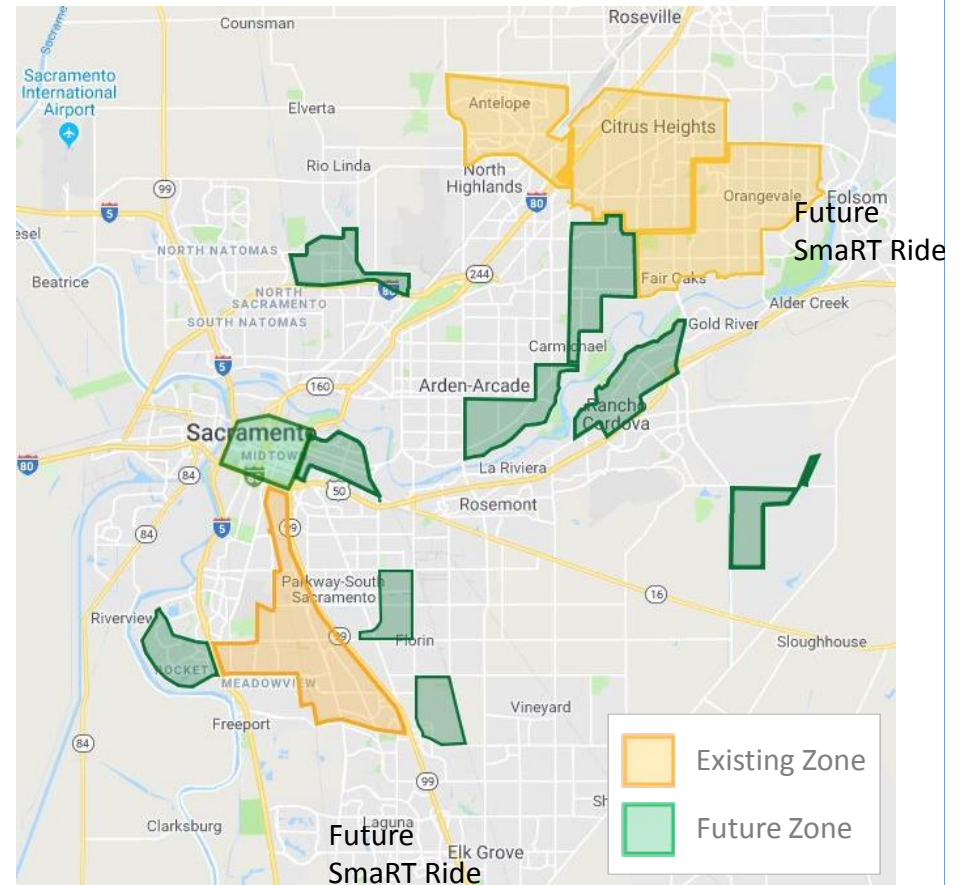 Roseville
Counsman
Sacrame
Sacramento
International
Airport
Antelope
Elverta
Citrus Heights
Rio Linda
North
Highlands
99
80
Orangevale
Folsom
5
Future
SmaRT Ride
esel
NORTH NATOMAS
244
Beatrice
80
Fair Oaks
NORTH
SACRAMENTO
Alder Creek
SOUTH NATOMAS
Gold River
Carmichael
5
160
Arden-Arcade
Rancho
Cordova
Sacramento
MIDTOWN
80
84
La Riviera
50
Rosemont
5
99
84
Parkway-South
Sacramento
16
Riverview
99
Florin
Sloughhouse
POCKET
MEADOWVIEW
Vineyard
Freeport
84
Existing Zone
99
Sh
Future Zone
Clarksburg
Laguna
Future
SmaRT Ride
Elk Grove